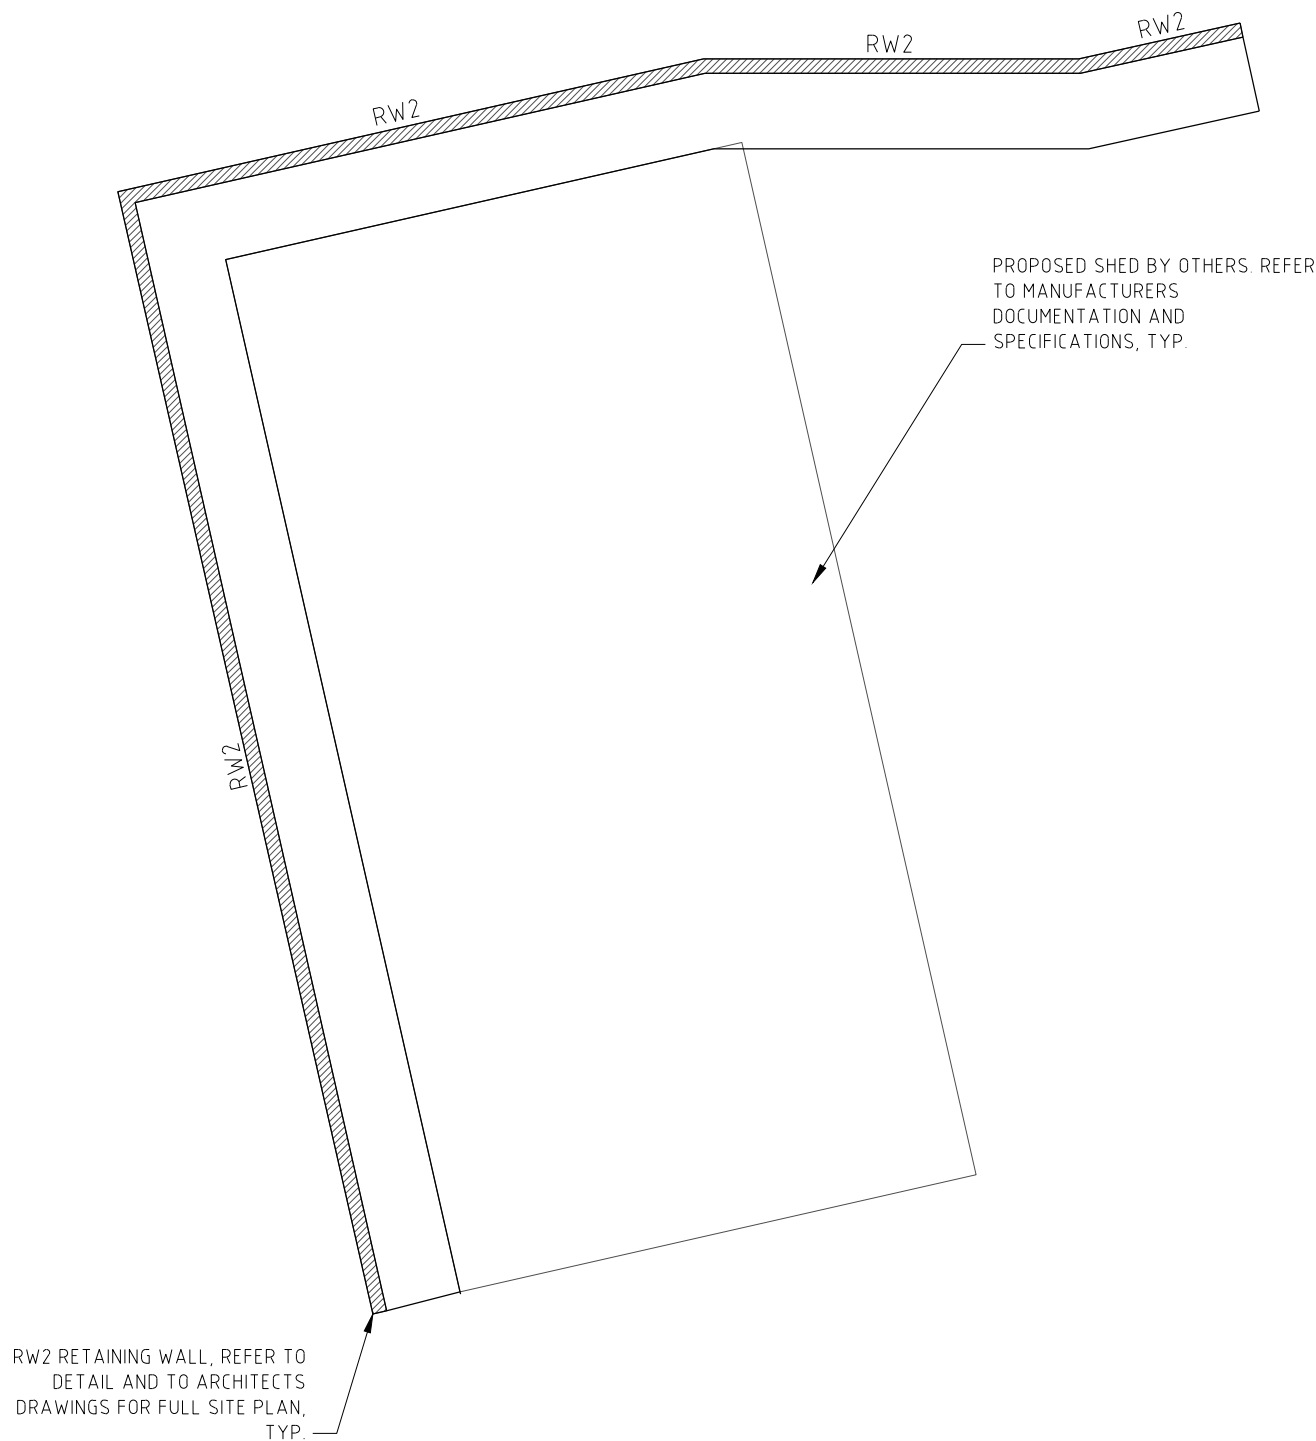 RW2
RW2
RW2
PROPOSED SHED BY OTHERS. REFER
TO MANUFACTURERS
DOCUMENTATION AND
SPECIFICATIONS, TYP.
RW2
RW2 RETAINING WALL, REFER TO
DETAIL AND TO ARCHITECTS
DRAWINGS FOR FULL SITE PLAN,
TYP.